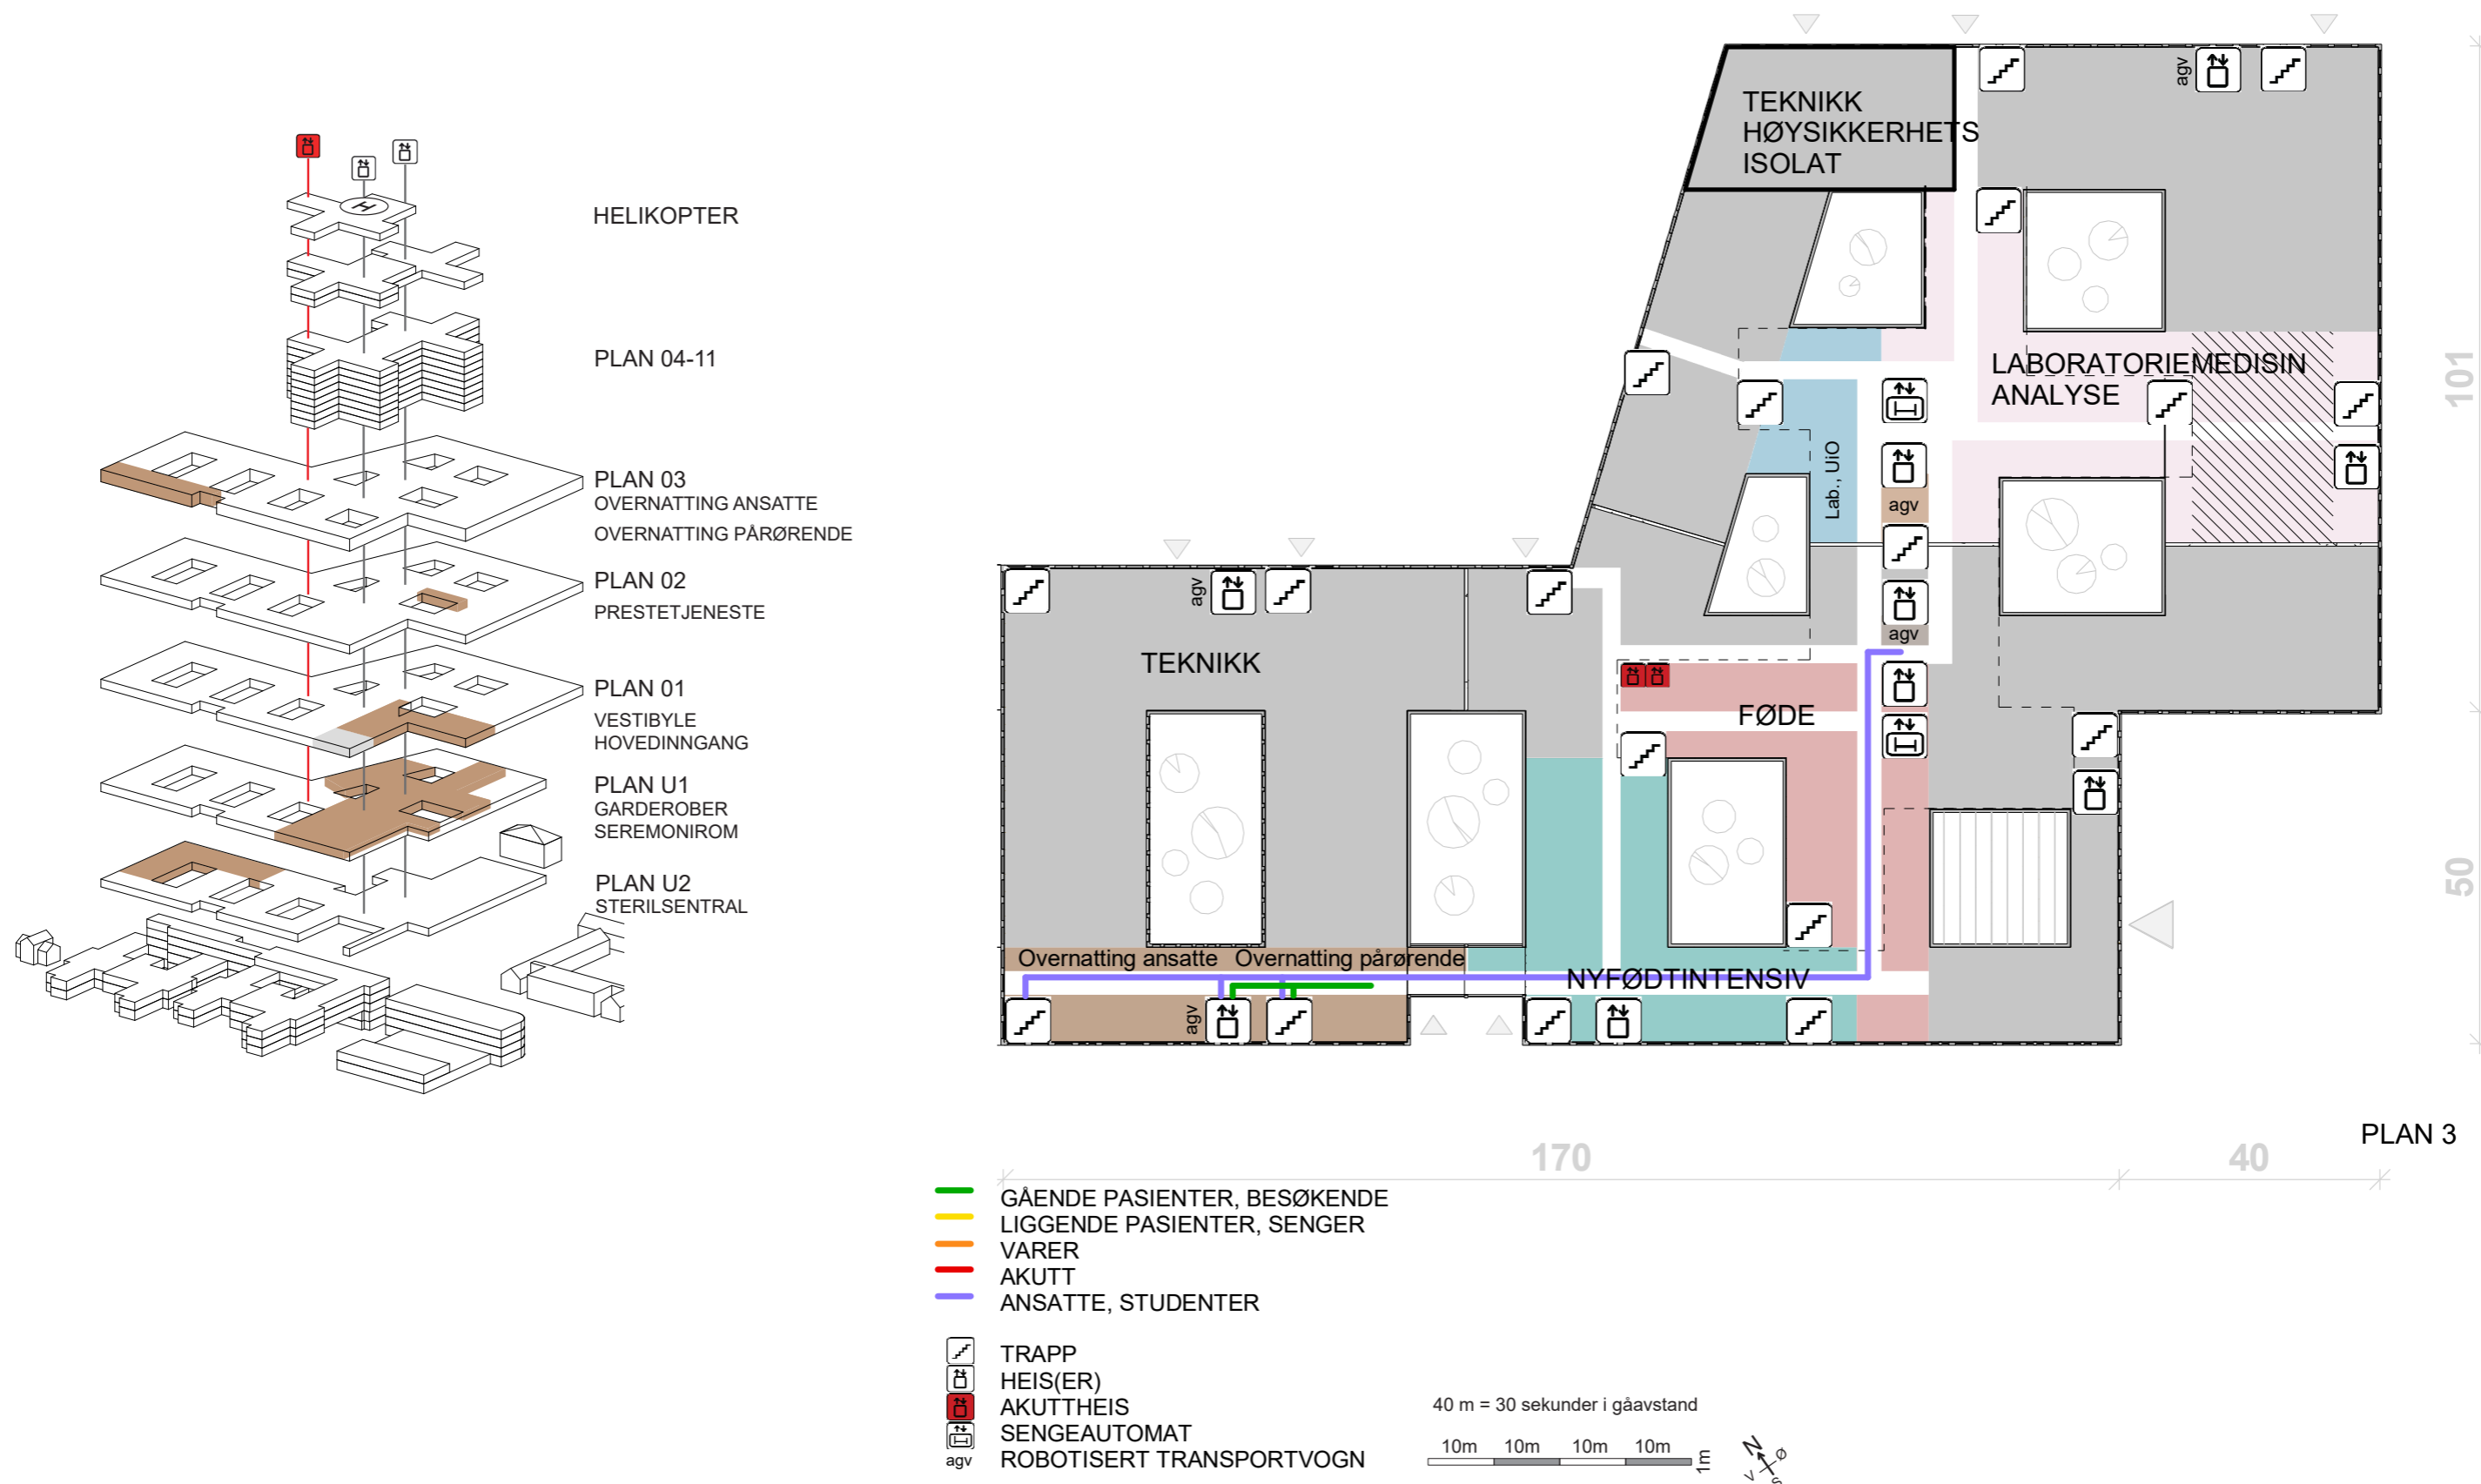 HELIKOPTER
PLAN 04-11
PLAN 03
OVERNATTING ANSATTE
OVERNATTING PÅRØRENDE
PLAN 02
PRESTETJENESTE
PLAN 01
VESTIBYLE
HOVEDINNGANG
PLAN U1
GARDEROBER
SEREMONIROM
PLAN U2
STERILSENTRAL
H
TEKNIKK
HØYSIKKERHETS
ISOLAT
agv
LABORATORIEMEDISIN
ANALYSE
Lab., UiO
agv
agv
agv
TEKNIKK
FØDE
Overnatting ansatte
Overnatting pårørende
NYFØDTINTENSIV
agv
101
50
170
40
PLAN 3
GÅENDE PASIENTER, BESØKENDE
LIGGENDE PASIENTER, SENGER
VARER
AKUTT
ANSATTE, STUDENTER
TRAPP
HEIS(ER)
AKUTTHEIS
SENGEAUTOMAT
agv ROBOTISERT TRANSPORTVOGN
40 m = 30 sekunder i gåavstand
10m 10m 10m 10m
1m
N
Ø
V
S